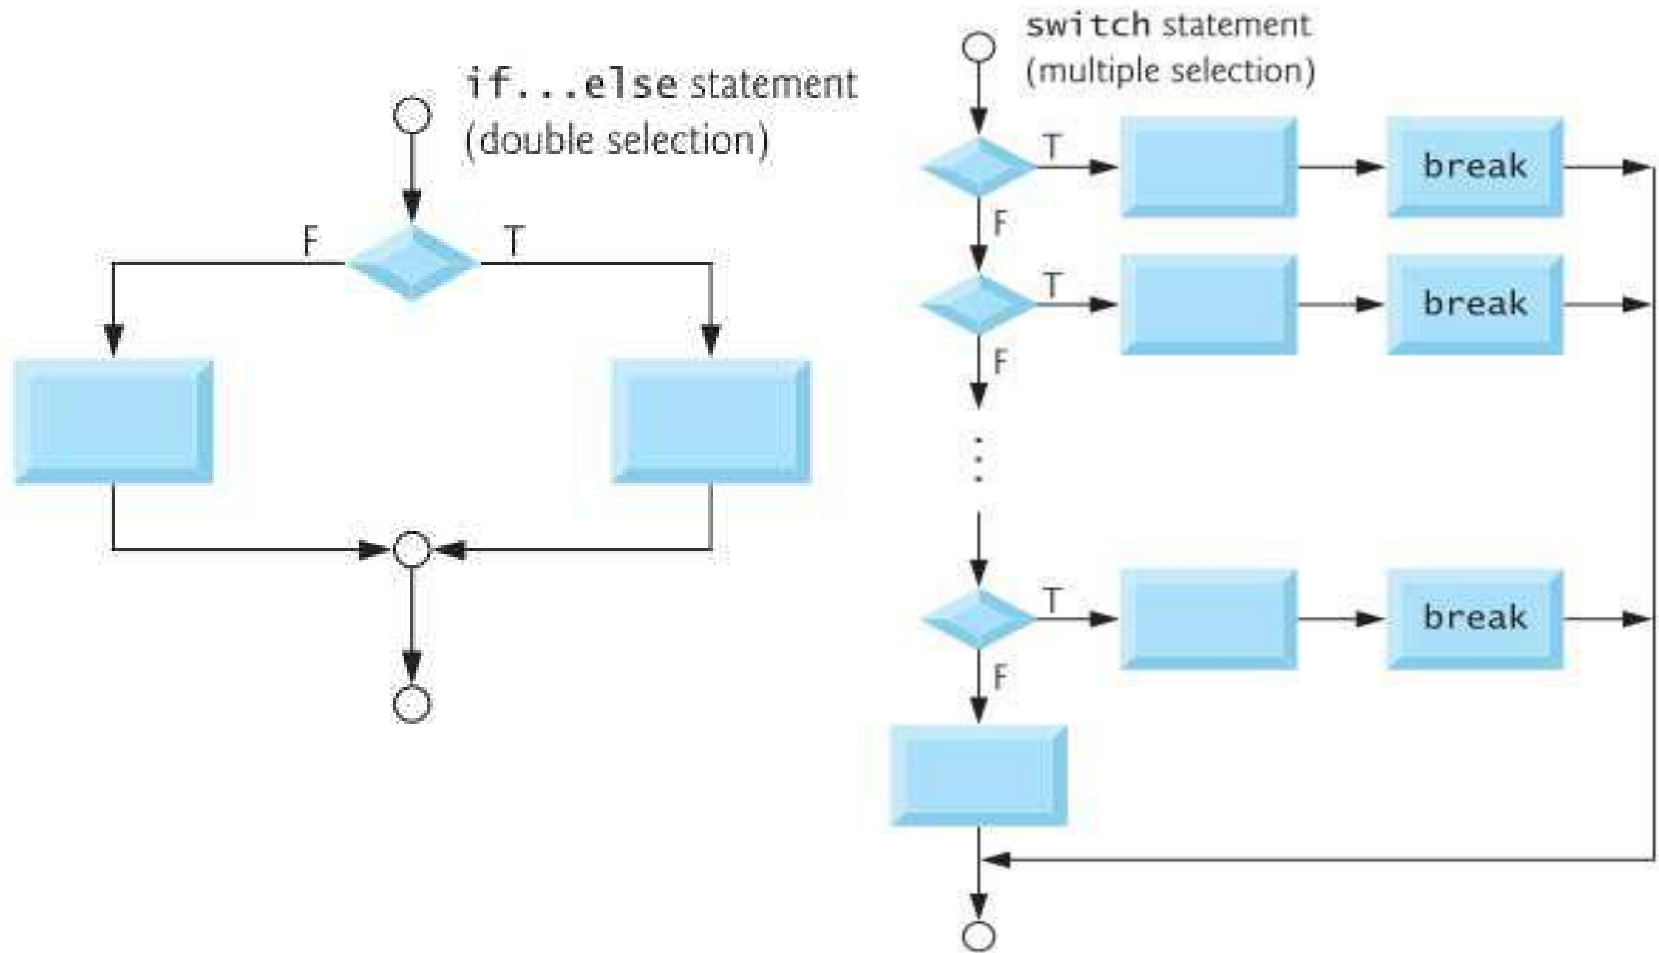 if...else statement
(double selection)
F
T
switch statement
(multiple selection)
T
break
F
T
break
F
T
break
F